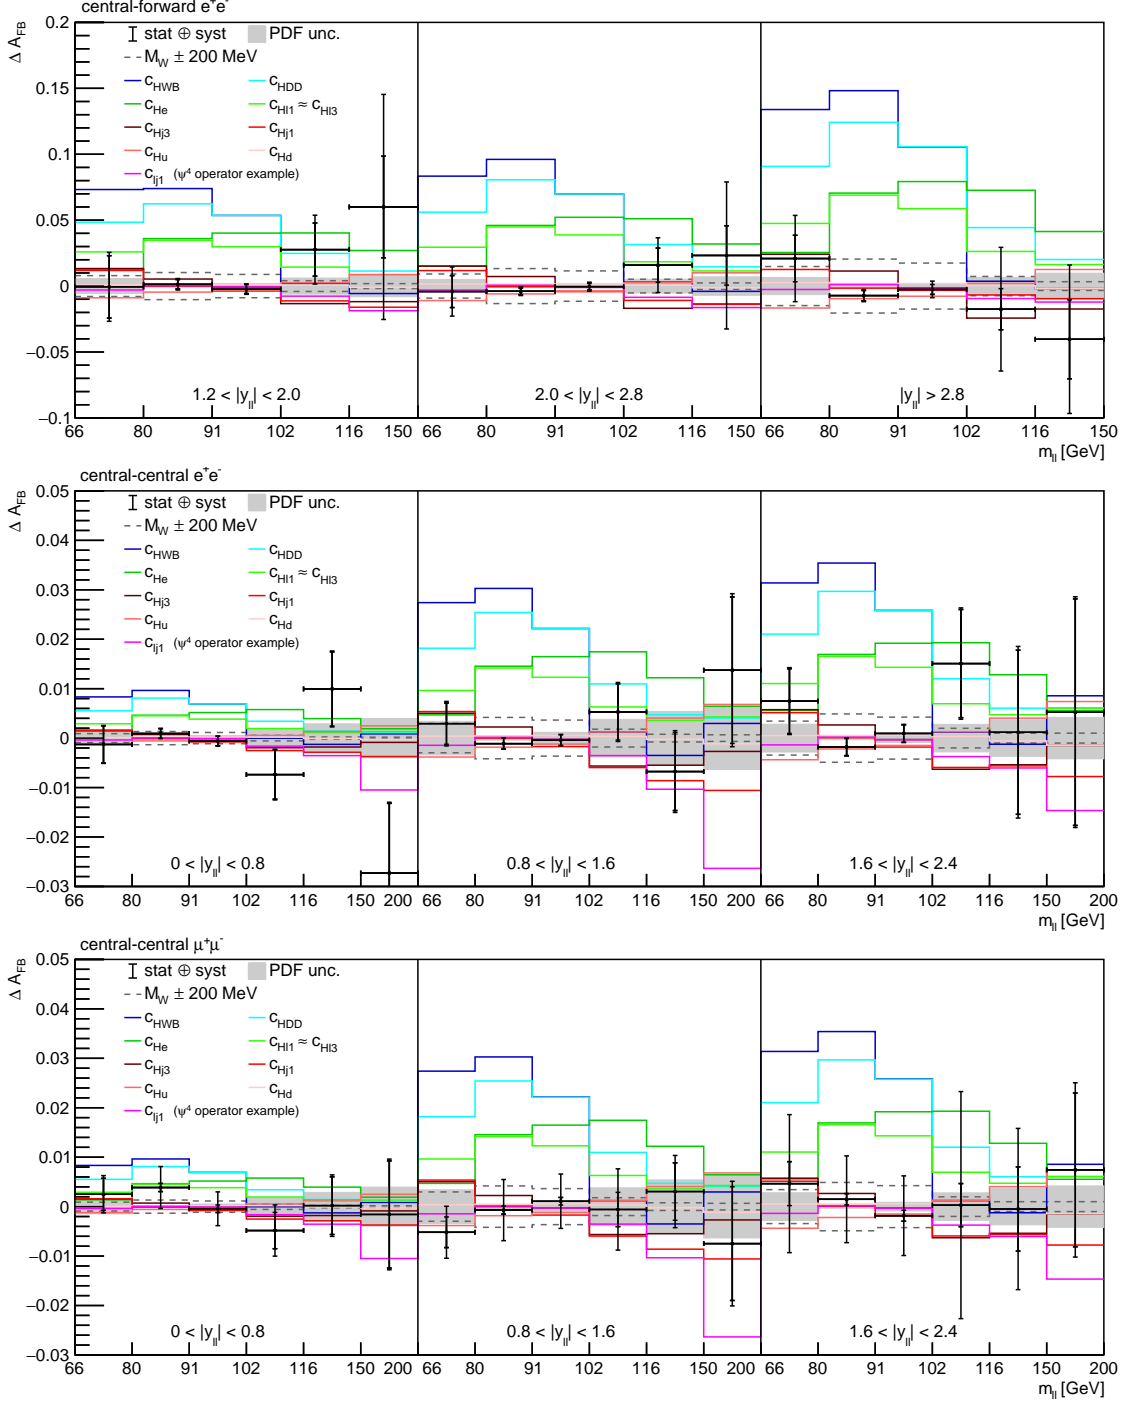 central-forward e⁺e⁻
Δ A_FB
0.2
0.15
0.1
0.05
0
−0.05
−0.1
stat ⊕ syst PDF unc.
M_W ± 200 MeV
c_HWB c_HDD
c_He c_Hl1 ≈ c_Hl3
c_Hj3 c_Hj1
c_Hu c_Hd
c_lj1 (ψ⁴ operator example)
1.2 < |y_ll| < 2.0 2.0 < |y_ll| < 2.8 |y_ll| > 2.8
66 80 91 102 116 150 66 80 91 102 116 150 66 80 91 102 116 150
m_ll [GeV]
central-central e⁺e⁻
Δ A_FB
0.05
0.04
0.03
0.02
0.01
0
−0.01
−0.02
−0.03
stat ⊕ syst PDF unc.
M_W ± 200 MeV
c_HWB c_HDD
c_He c_Hl1 ≈ c_Hl3
c_Hj3 c_Hj1
c_Hu c_Hd
c_lj1 (ψ⁴ operator example)
0 < |y_ll| < 0.8 0.8 < |y_ll| < 1.6 1.6 < |y_ll| < 2.4
66 80 91 102 116 150 200 66 80 91 102 116 150 200 66 80 91 102 116 150 200
m_ll [GeV]
central-central μ⁺μ⁻
Δ A_FB
0.05
0.04
0.03
0.02
0.01
0
−0.01
−0.02
−0.03
stat ⊕ syst PDF unc.
M_W ± 200 MeV
c_HWB c_HDD
c_He c_Hl1 ≈ c_Hl3
c_Hj3 c_Hj1
c_Hu c_Hd
c_lj1 (ψ⁴ operator example)
0 < |y_ll| < 0.8 0.8 < |y_ll| < 1.6 1.6 < |y_ll| < 2.4
66 80 91 102 116 150 200 66 80 91 102 116 150 200 66 80 91 102 116 150 200
m_ll [GeV]